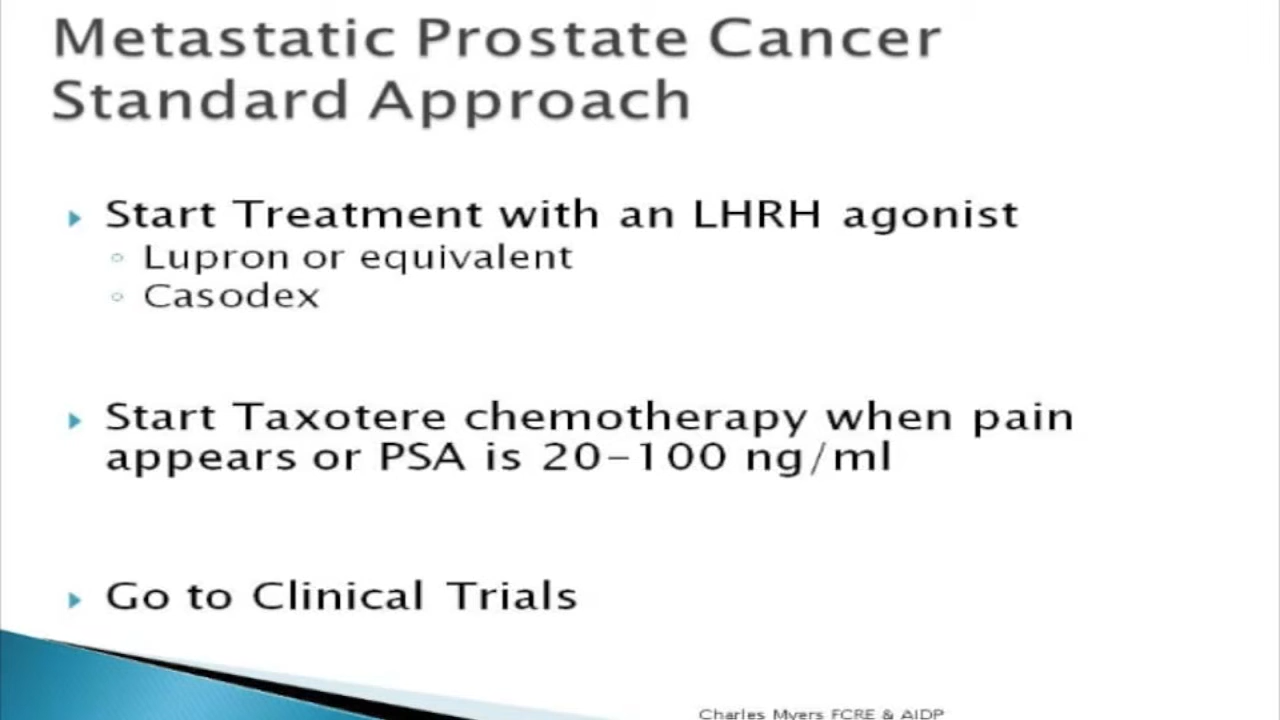 Metastatic Prostate Cancer
Standard Approach
Start Treatment with an LHRH agonist
Lupron or equivalent
Casodex
Start Taxotere chemotherapy when pain
appears or PSA is 20-100 ng/ml
Go to Clinical Trials
Charles Myers FCRE & AIDP